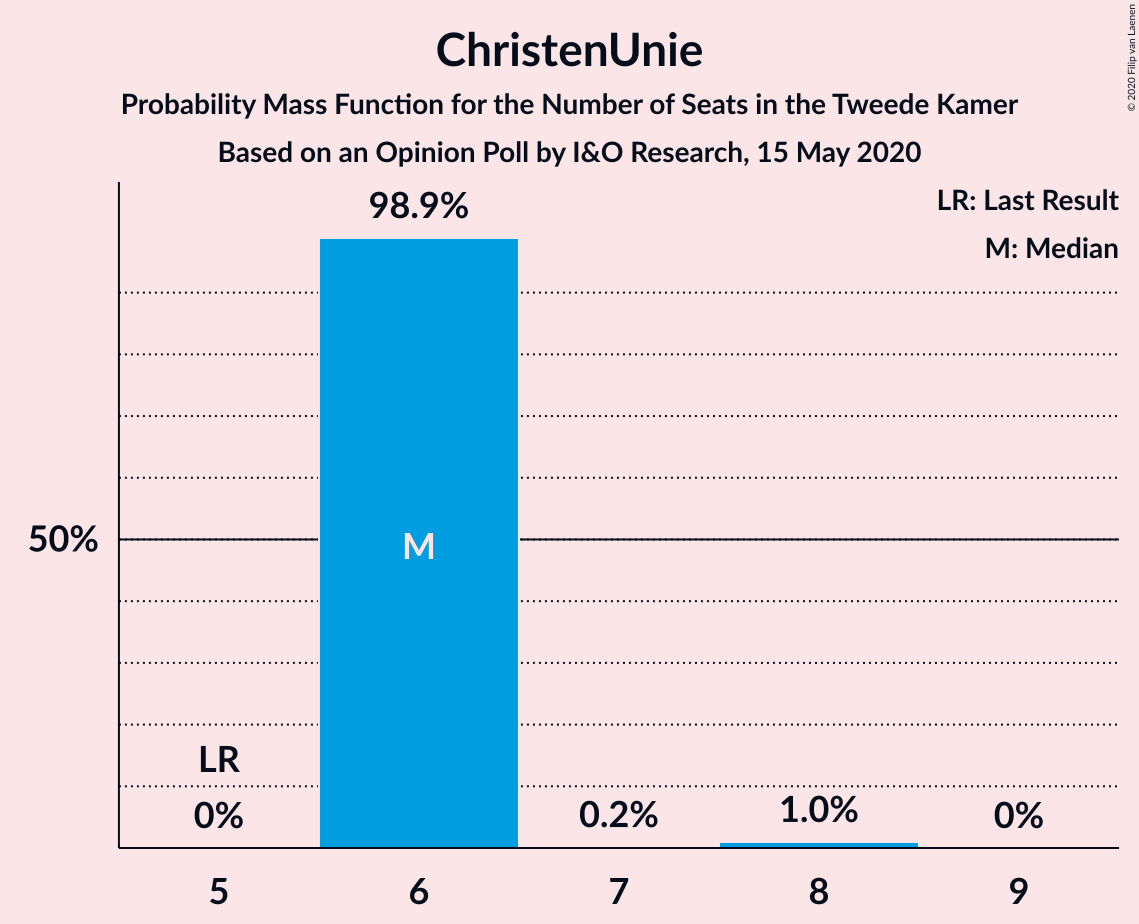 ChristenUnie
Probability Mass Function for the Number of Seats in the Tweede Kamer
Based on an Opinion Poll by I&O Research, 15 May 2020
© 2020 Filip van Laenen
LR: Last Result
M: Median
98.9%
50%
M
LR
0%
0.2%
1.0%
0%
5 6 7 8 9